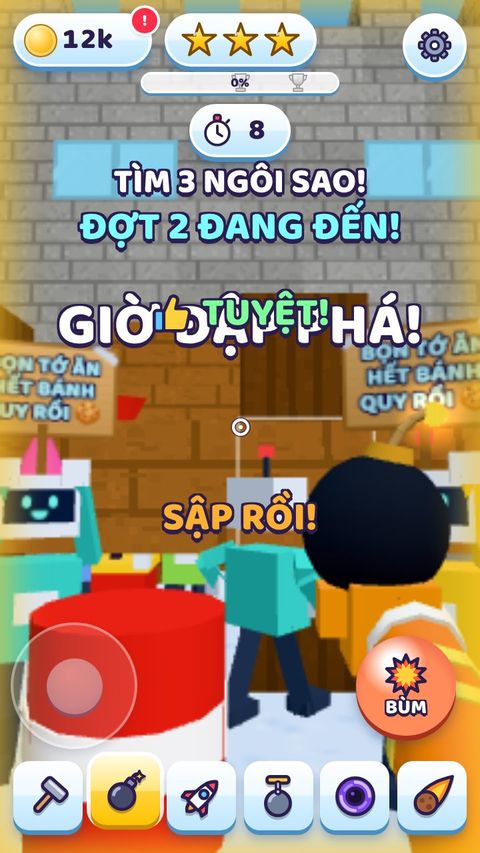 12k
!
0%
8
TÌM 3 NGÔI SAO!
ĐỢT 2 ĐANG ĐẾN!
TUYỆT!
GIỜ ĐẬP PHÁ!
BỌN TỚ ĂN
HẾT BÁNH
QUY RỒI
BỌN TỚ ĂN
HẾT BÁNH
QUY RỒI
SẬP RỒI!
BÙM